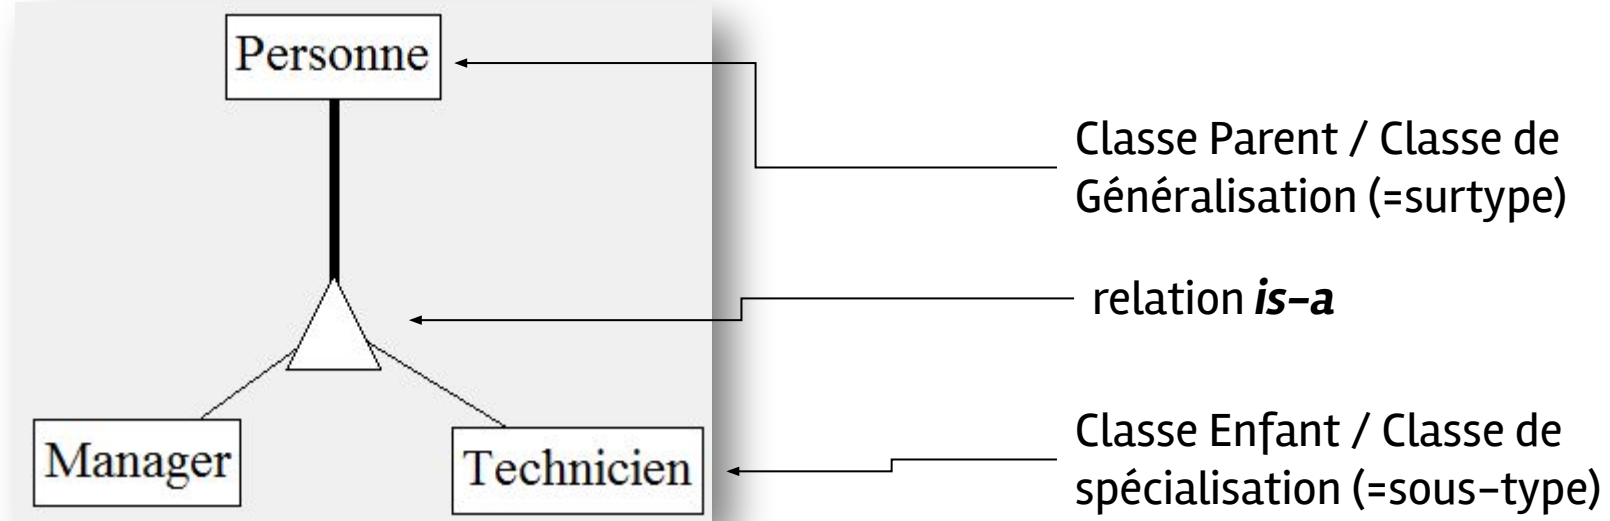 Personne
Classe Parent / Classe de
Généralisation (=surtype)
relation is-a
Manager
Technicien
Classe Enfant / Classe de
spécialisation (=sous-type)